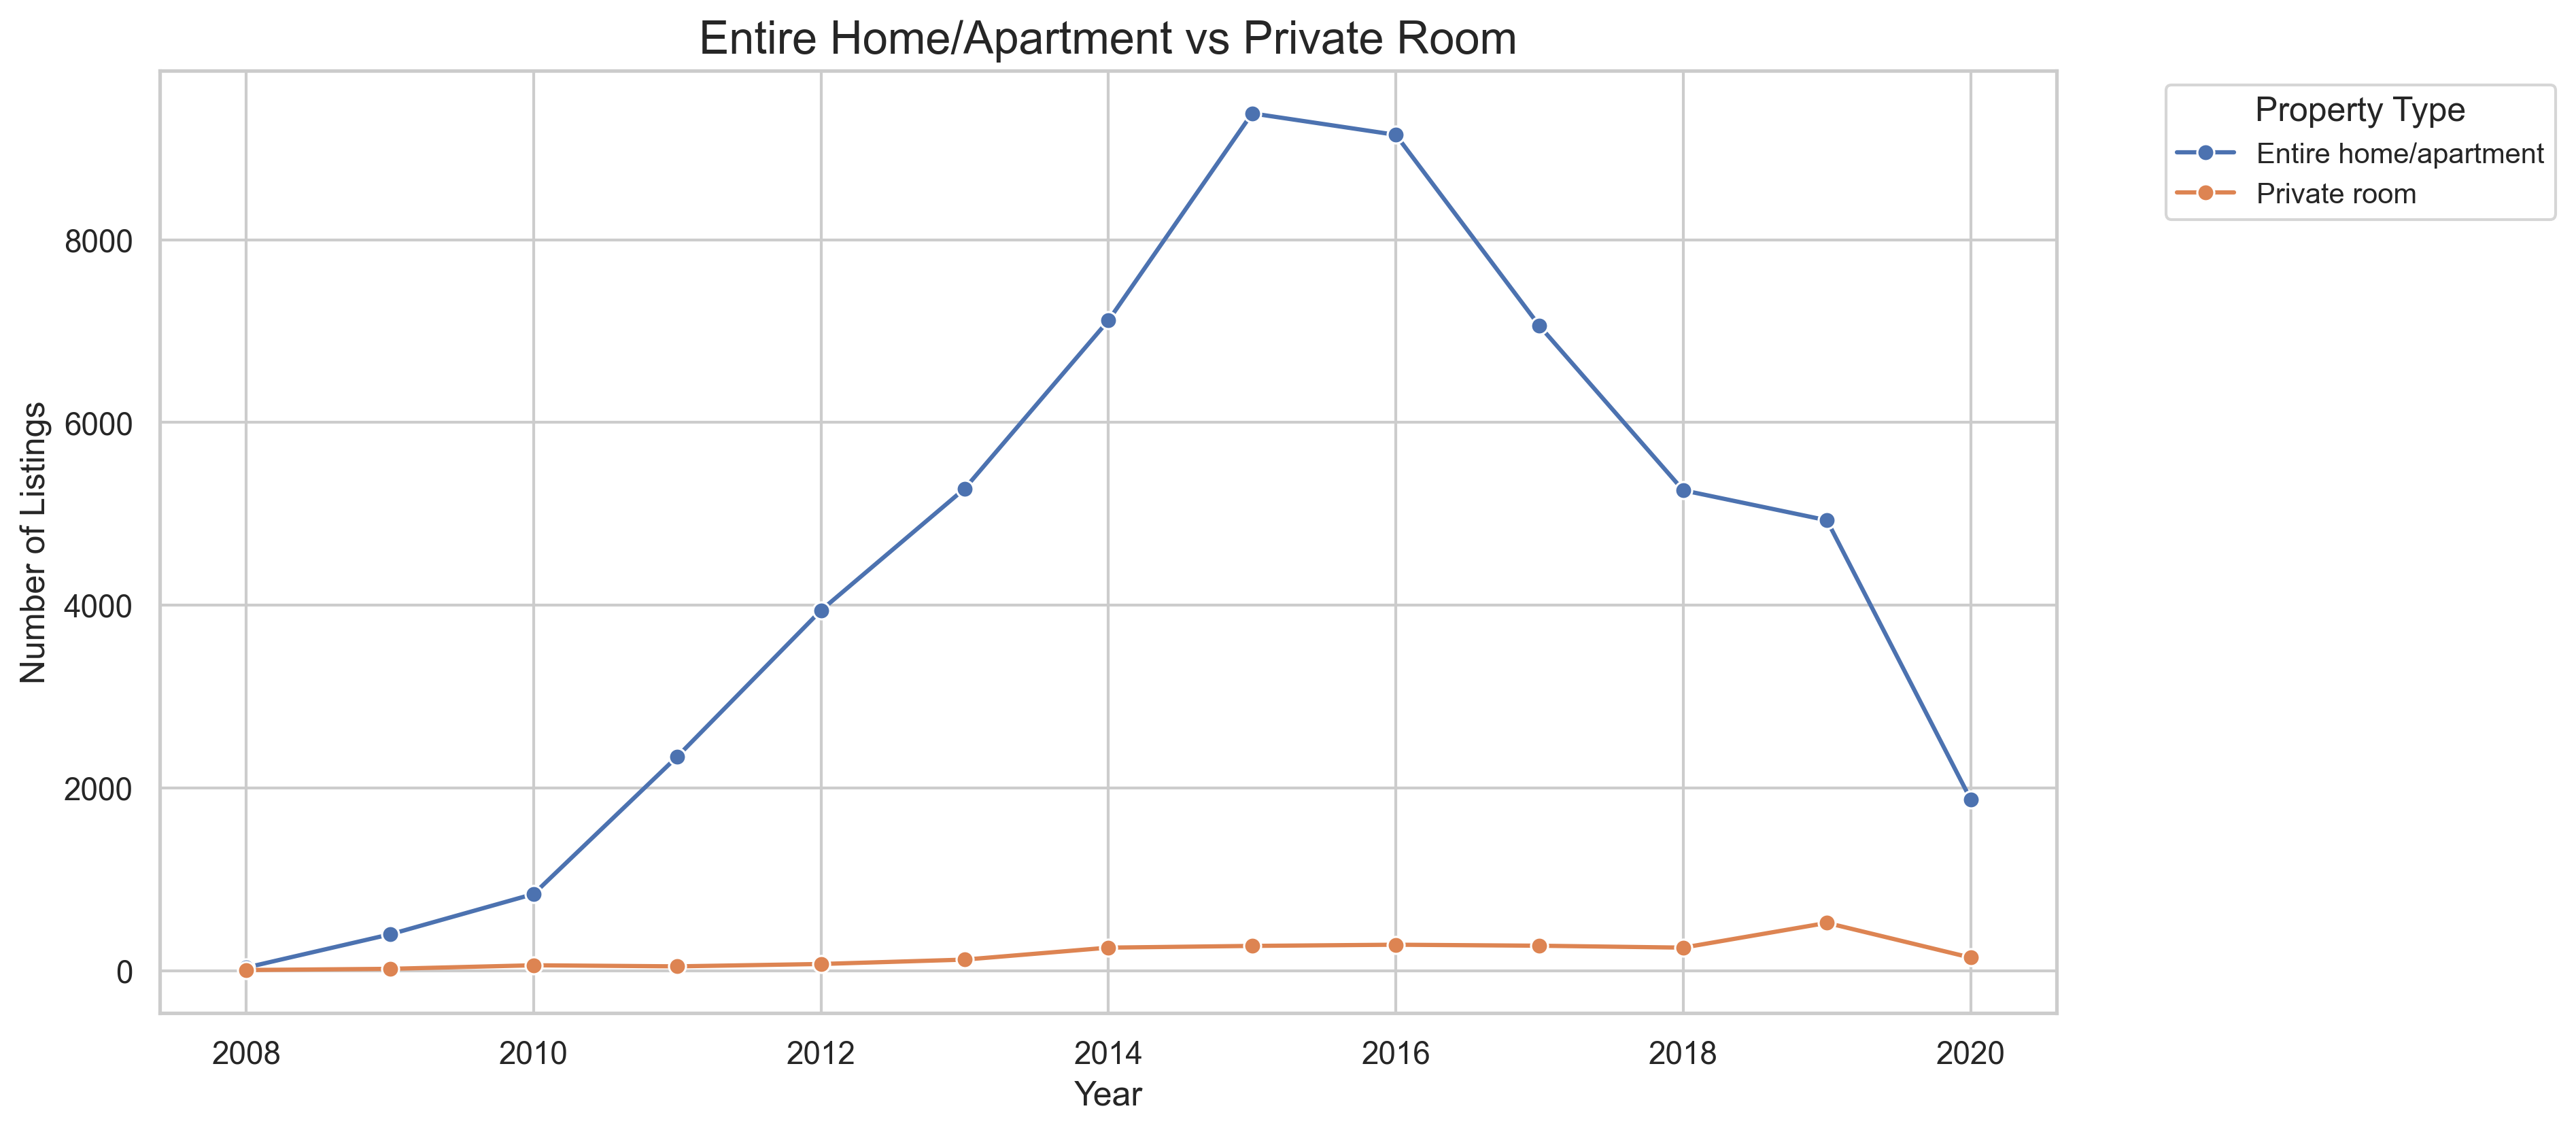 Entire Home/Apartment vs Private Room
Property Type
Entire home/apartment
Private room
Number of Listings
8000
6000
4000
2000
0
2008 2010 2012 2014 2016 2018 2020
Year